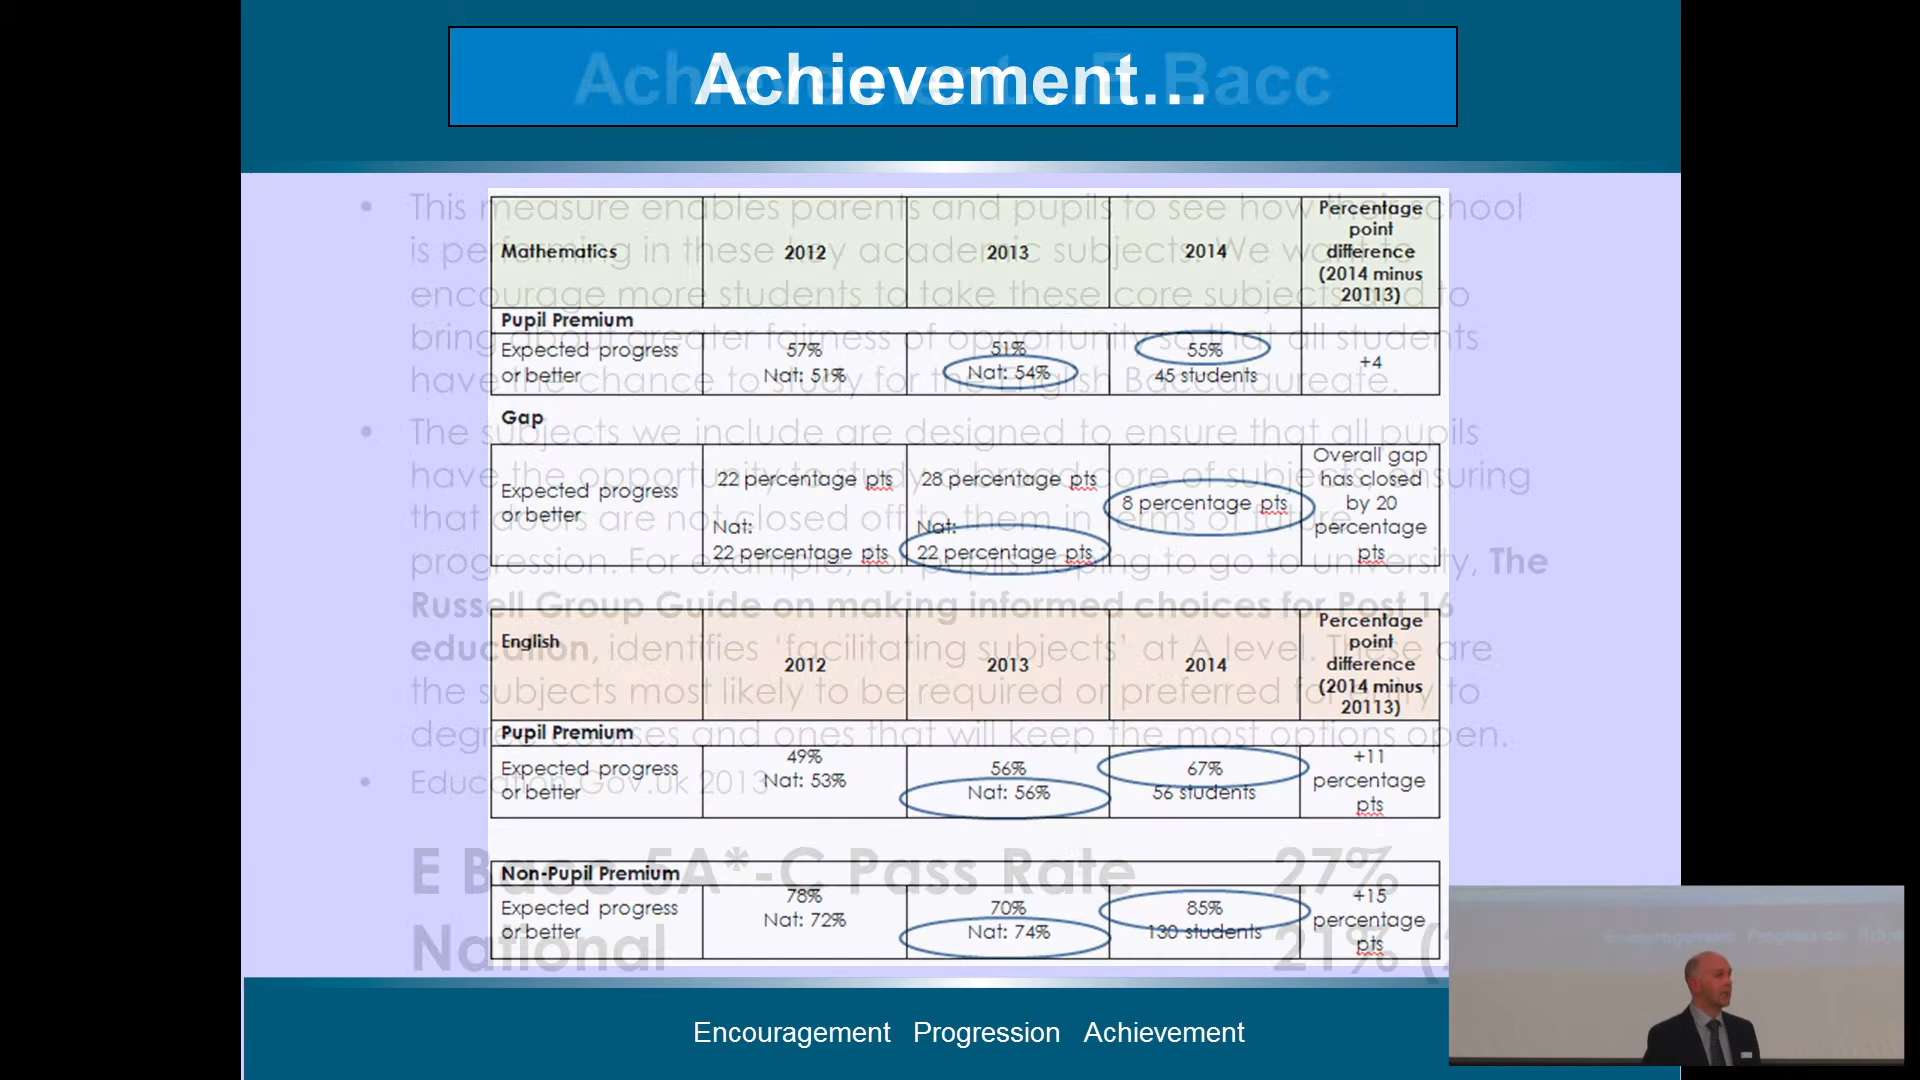 Achievement…
Achievement…E Bacc
Mathematics
2012
2013
2014
Percentage
point
difference
(2014 minus
20113)
Pupil Premium
Expected progress
or better
57%
Nat: 51%
51%
Nat: 54%
55%
45 students
+4
Gap
Expected progress
or better
22 percentage pts
Nat:
22 percentage pts
28 percentage pts
Nat:
22 percentage pts
8 percentage pts
Overall gap
has closed
by 20
percentage
pts
English
2012
2013
2014
Percentage
point
difference
(2014 minus
20113)
Pupil Premium
Expected progress
or better
49%
Nat: 53%
56%
Nat: 56%
67%
56 students
+11
percentage
pts
Non-Pupil Premium
Expected progress
or better
78%
Nat: 72%
70%
Nat: 74%
85%
130 students
+15
percentage
pts
• This measure enables parents and pupils to see how their school
is performing in these key academic subjects. We want to
encourage more students to take these core subjects and to
bring about greater fairness of opportunity so that all students
have the chance to study for the English Baccalaureate.
• The subjects we include are designed to ensure that all pupils
have the opportunity to study a broad core of subjects, ensuring
that doors are not closed off to them in terms of future
progression. For example, for pupils hoping to go to university, The
Russell Group Guide on making informed choices for Post 16
education, identifies ‘facilitating subjects’ at A level. These are
the subjects most likely to be required or preferred for entry to
degree courses and ones that will keep the most options open.
• Education.Gov.uk 2013
E Bacc 5A*-C Pass Rate 27%
National 21% (
Encouragement Progression Achievement